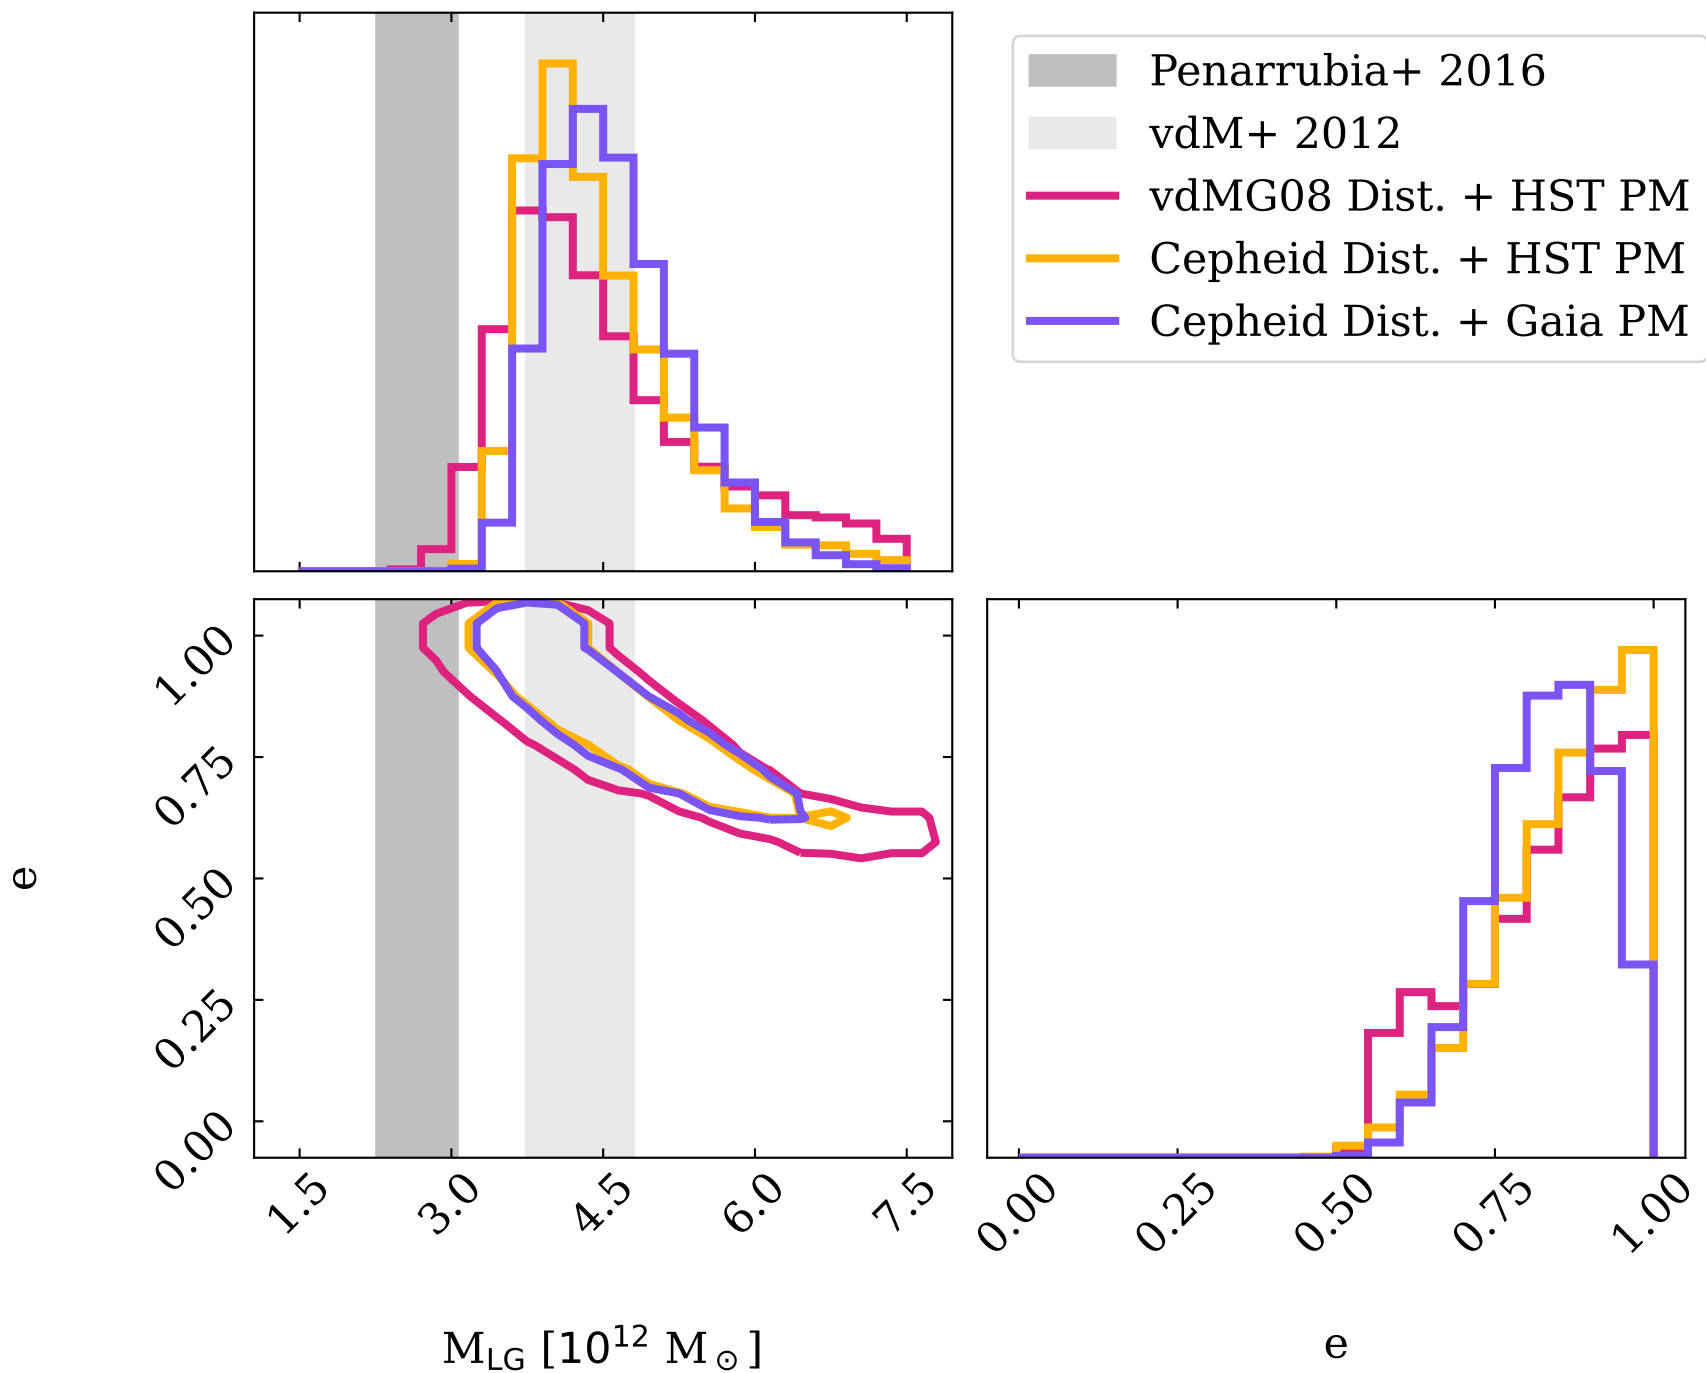 Penarrubia+ 2016
vdM+ 2012
vdMG08 Dist. + HST PM
Cepheid Dist. + HST PM
Cepheid Dist. + Gaia PM
1.00
0.75
0.50
0.25
0.00
e
1.5 3.0 4.5 6.0 7.5
0.00 0.25 0.50 0.75 1.00
M_LG [10^12 M_⊙]
e